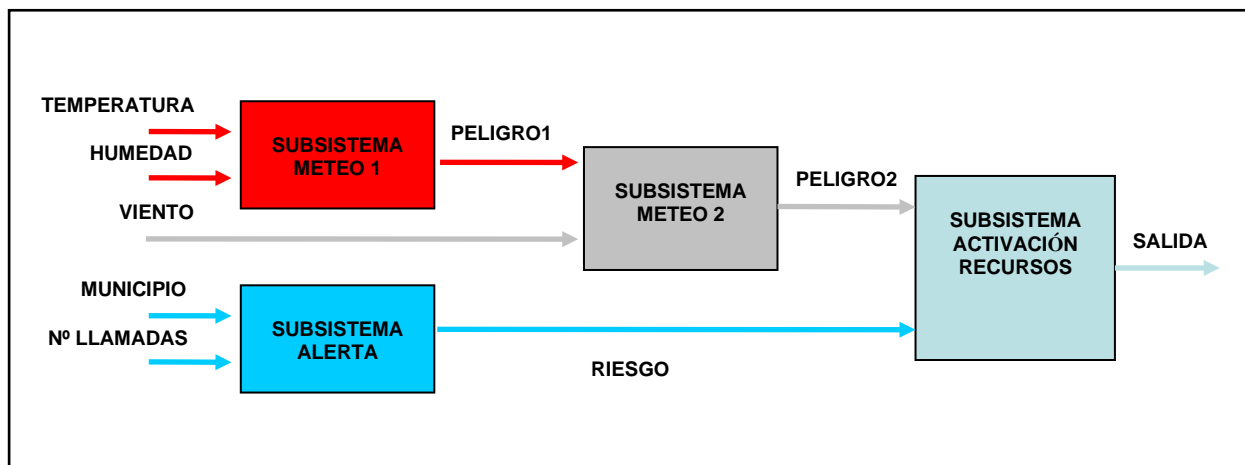 TEMPERATURA
HUMEDAD
VIENTO
SUBSISTEMA
METEO 1
PELIGRO1
SUBSISTEMA
METEO 2
PELIGRO2
SUBSISTEMA
ACTIVACIÓN
RECURSOS
SALIDA
MUNICIPIO
Nº LLAMADAS
SUBSISTEMA
ALERTA
RIESGO